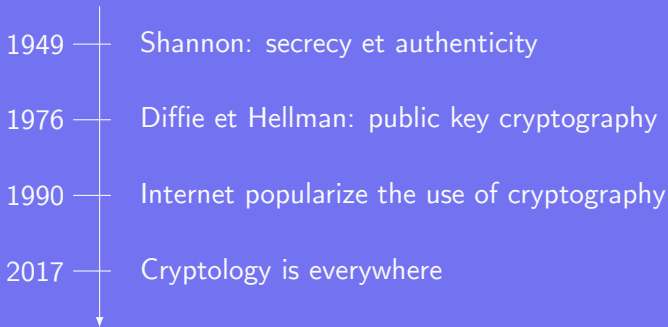 1949 Shannon: secrecy et authenticity
1976 Diffie et Hellman: public key cryptography
1990 Internet popularize the use of cryptography
2017 Cryptology is everywhere